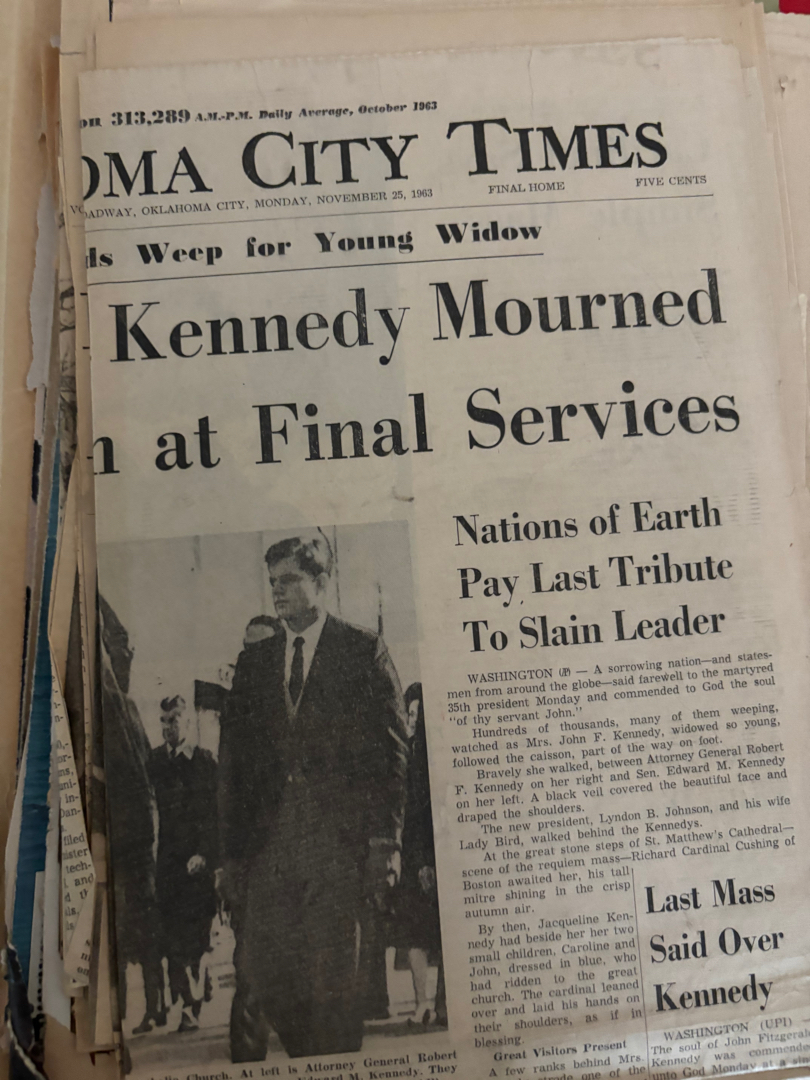 313,289 A.M.-P.M. Daily Average, October 1963
OMA CITY TIMES
OADWAY, OKLAHOMA CITY, MONDAY, NOVEMBER 25, 1963 FINAL HOME FIVE CENTS
ds Weep for Young Widow
Kennedy Mourned
n at Final Services
Nations of Earth
Pay Last Tribute
To Slain Leader
WASHINGTON (AP) — A sorrowing nation—and states-
men from around the globe—said farewell to the martyred
35th president Monday and commended to God the soul
"of thy servant John."
Hundreds of thousands, many of them weeping,
watched as Mrs. John F. Kennedy, widowed so young,
followed the caisson, part of the way on foot.
Bravely she walked, between Attorney General Robert
F. Kennedy on her right and Sen. Edward M. Kennedy
on her left. A black veil covered the beautiful face and
draped the shoulders.
The new president, Lyndon B. Johnson, and his wife
Lady Bird, walked behind the Kennedys.
At the great stone steps of St. Matthew's Cathedral—
scene of the requiem mass—Richard Cardinal Cushing of
Boston awaited her, his tall
mitre shining in the crisp
autumn air.
By then, Jacqueline Ken-
nedy had beside her her two
small children, Caroline and
John, dressed in blue, who
had ridden to the great
church. The cardinal leaned
over and laid his hands on
their shoulders, as if in
blessing.
Great Visitors Present
A few ranks behind Mrs.
strode one of the
Last Mass
Said Over
Kennedy
WASHINGTON (UPI) —
The soul of John Fitzgeral
Kennedy was commende
unto God Monday at a
Church. At left is Attorney General Robert
Edward M. Kennedy. They